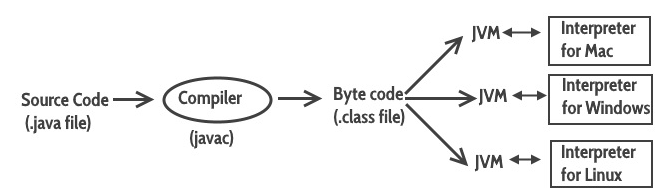 Source Code
(.java file)
Compiler
(javac)
Byte code
(.class file)
JVM
Interpreter
for Mac
JVM
Interpreter
for Windows
JVM
Interpreter
for Linux